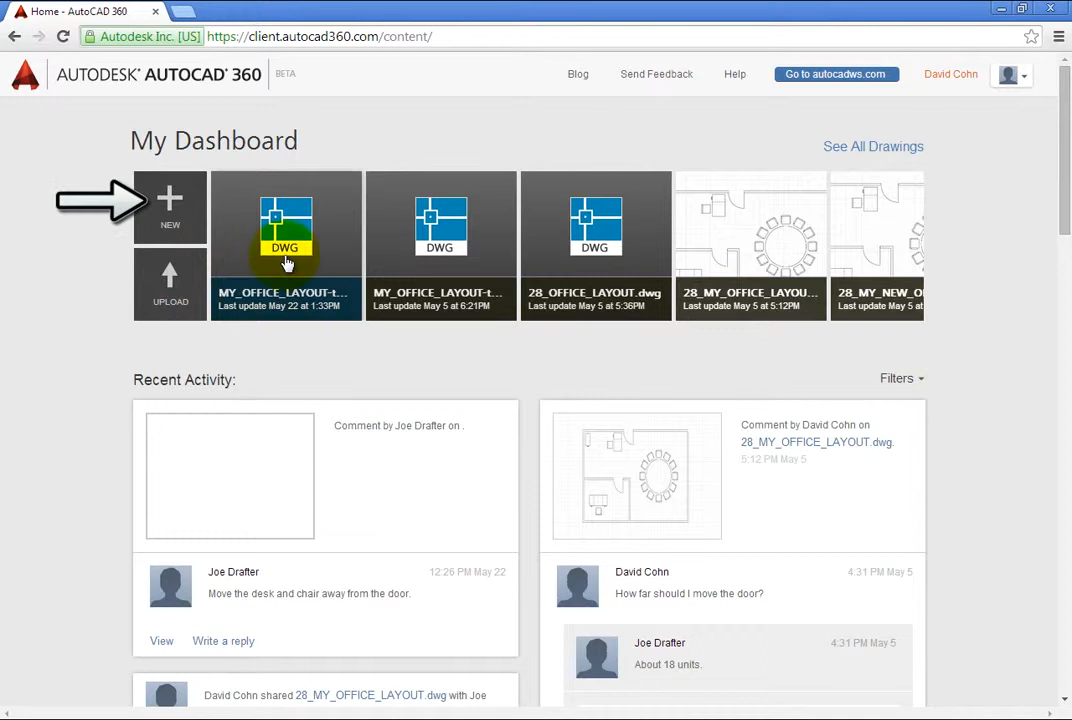 Home - AutoCAD 360
Autodesk Inc. [US] https://client.autocad360.com/content/
AUTODESK® AUTOCAD® 360 BETA
Blog Send Feedback Help Go to autocadws.com David Cohn
My Dashboard
See All Drawings
NEW
UPLOAD
DWG
MY_OFFICE_LAYOUT-t...
Last update May 22 at 1:33PM
DWG
MY_OFFICE_LAYOUT-t...
Last update May 5 at 6:21PM
DWG
28_OFFICE_LAYOUT.dwg
Last update May 5 at 5:36PM
28_MY_OFFICE_LAYOU...
Last update May 5 at 5:12PM
28_MY_NEW_O
Last update May 5 at
Recent Activity:
Filters
Comment by Joe Drafter on .
Joe Drafter 12:26 PM May 22
Move the desk and chair away from the door.
View Write a reply
David Cohn shared 28_MY_OFFICE_LAYOUT.dwg with Joe
Comment by David Cohn on
28_MY_OFFICE_LAYOUT.dwg.
5:12 PM May 5
David Cohn 4:31 PM May 5
How far should I move the door?
Joe Drafter 4:31 PM May 5
About 18 units.